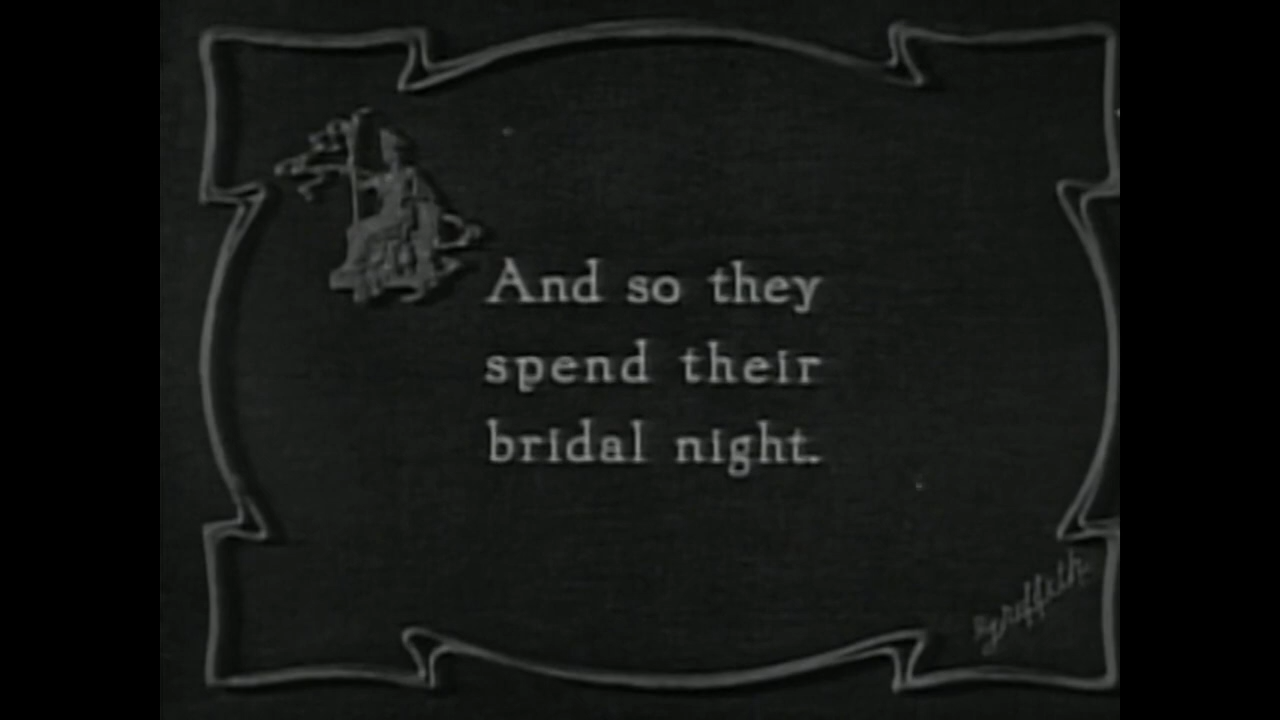 And so they
spend their
bridal night.
Griffith